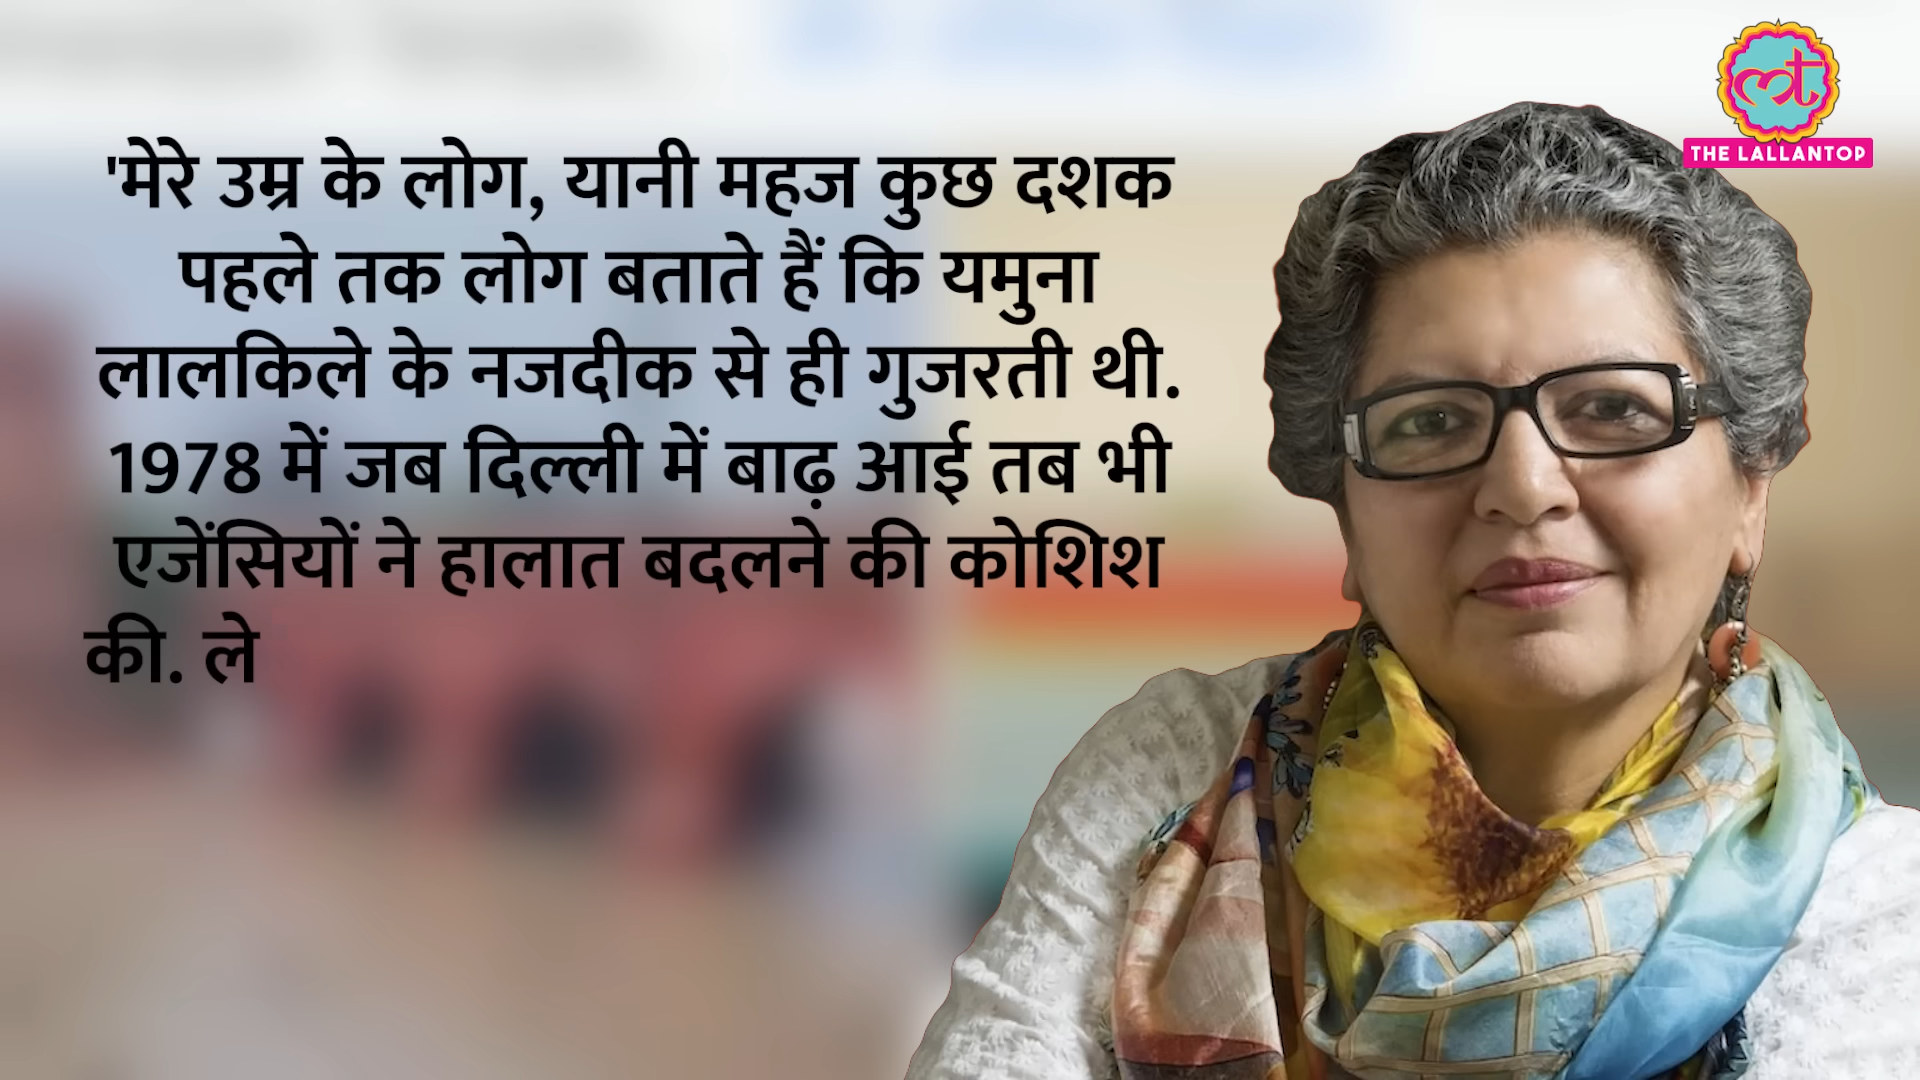 THE LALLANTOP
'मेरे उम्र के लोग, यानी महज कुछ दशक
पहले तक लोग बताते हैं कि यमुना
लालकिले के नजदीक से ही गुजरती थी.
1978 में जब दिल्ली में बाढ़ आई तब भी
एजेंसियों ने हालात बदलने की कोशिश
की. ले